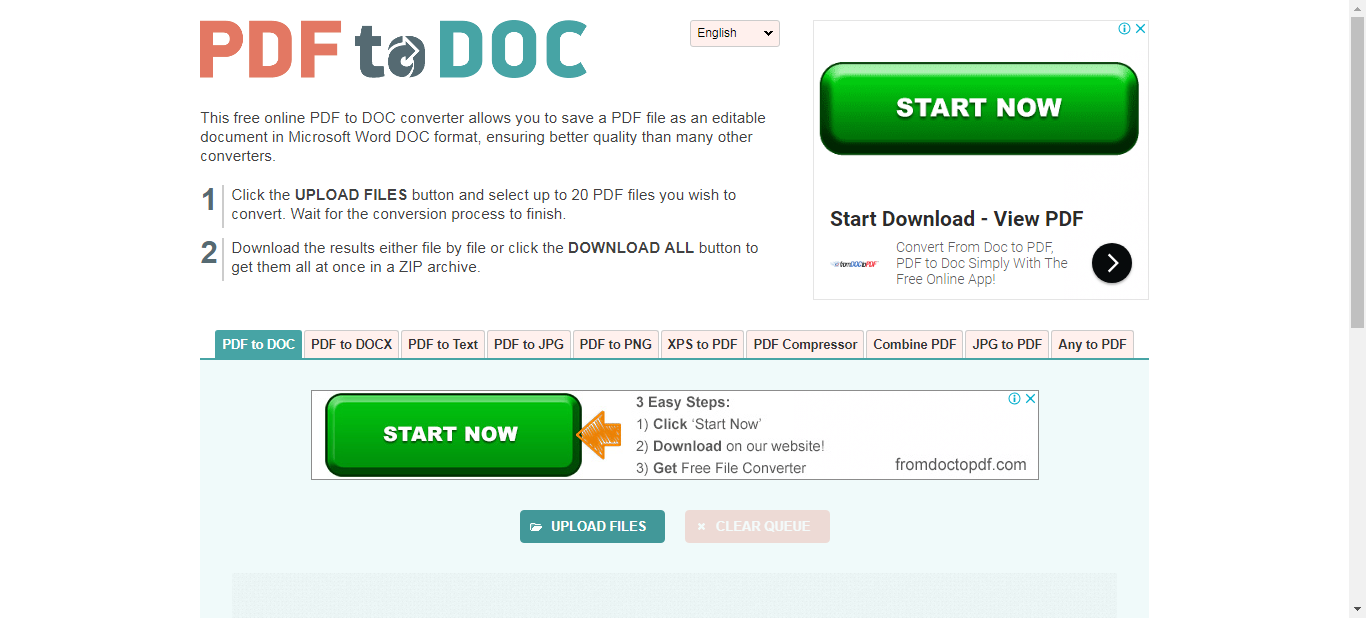 PDF to DOC
English
This free online PDF to DOC converter allows you to save a PDF file as an editable
document in Microsoft Word DOC format, ensuring better quality than many other
converters.
1 Click the UPLOAD FILES button and select up to 20 PDF files you wish to
convert. Wait for the conversion process to finish.
2 Download the results either file by file or click the DOWNLOAD ALL button to
get them all at once in a ZIP archive.
START NOW
Start Download - View PDF
fromDOCtoPDF
Convert From Doc to PDF,
PDF to Doc Simply With The
Free Online App!
PDF to DOC PDF to DOCX PDF to Text PDF to JPG PDF to PNG XPS to PDF PDF Compressor Combine PDF JPG to PDF Any to PDF
START NOW
3 Easy Steps:
1) Click ‘Start Now’
2) Download on our website!
3) Get Free File Converter
fromdoctopdf.com
UPLOAD FILES CLEAR QUEUE